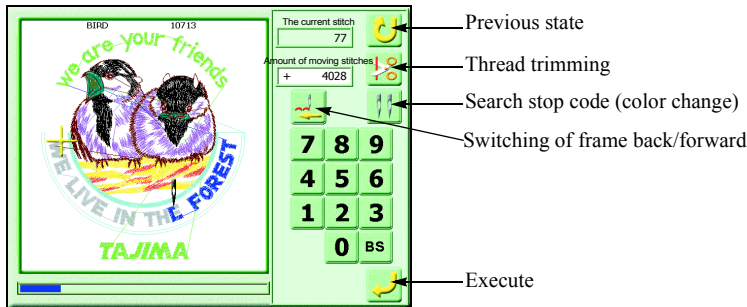 BIRD 10713
we are your friends
WE LIVE IN THE FOREST
TAJIMA
The current stitch
77
Amount of moving stitches
+ 4028
7 8 9
4 5 6
1 2 3
0 BS
Previous state
Thread trimming
Search stop code (color change)
Switching of frame back/forward
Execute